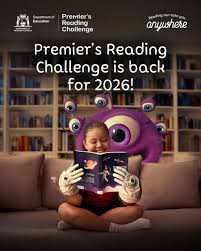 Department of
Education
Premier's
Reading
Challenge
Reading can take you
anywhere
Premier's Reading
Challenge is back
for 2026!